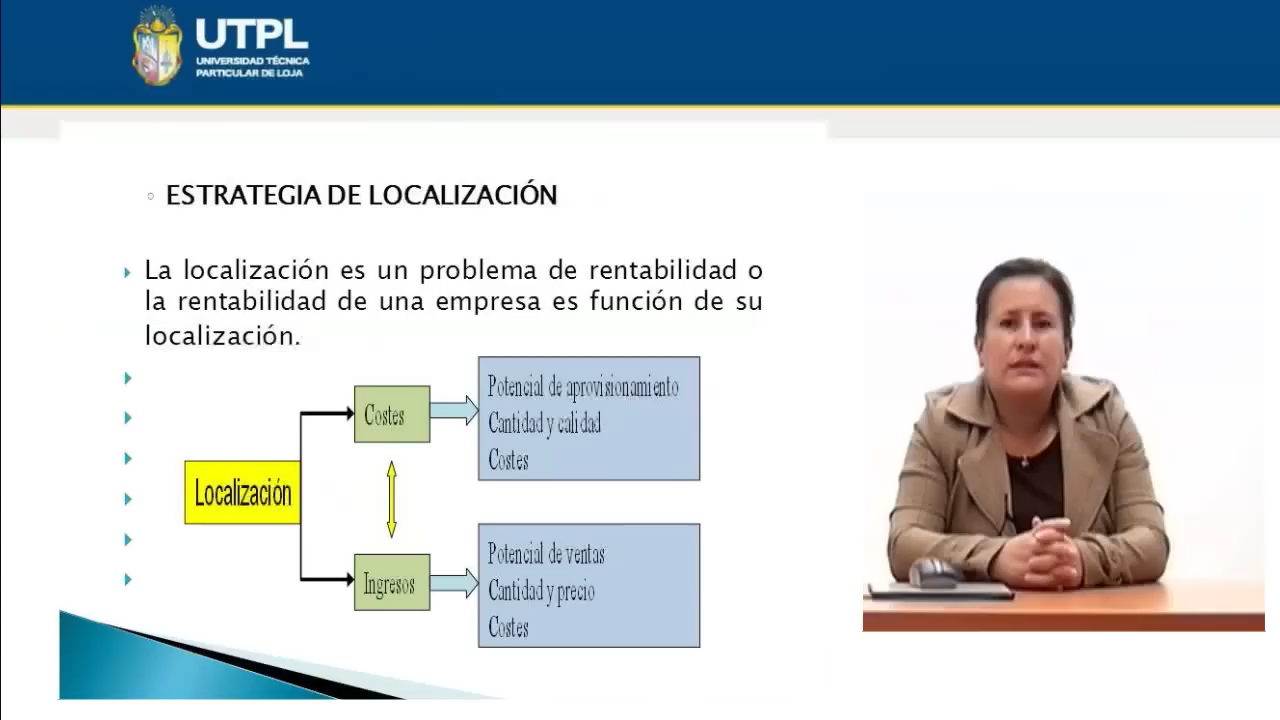 UTPL
UNIVERSIDAD TÉCNICA
PARTICULAR DE LOJA
ESTRATEGIA DE LOCALIZACIÓN
La localización es un problema de rentabilidad o
la rentabilidad de una empresa es función de su
localización.
Localización
Costes
Potencial de aprovisionamiento
Cantidad y calidad
Costes
Ingresos
Potencial de ventas
Cantidad y precio
Costes